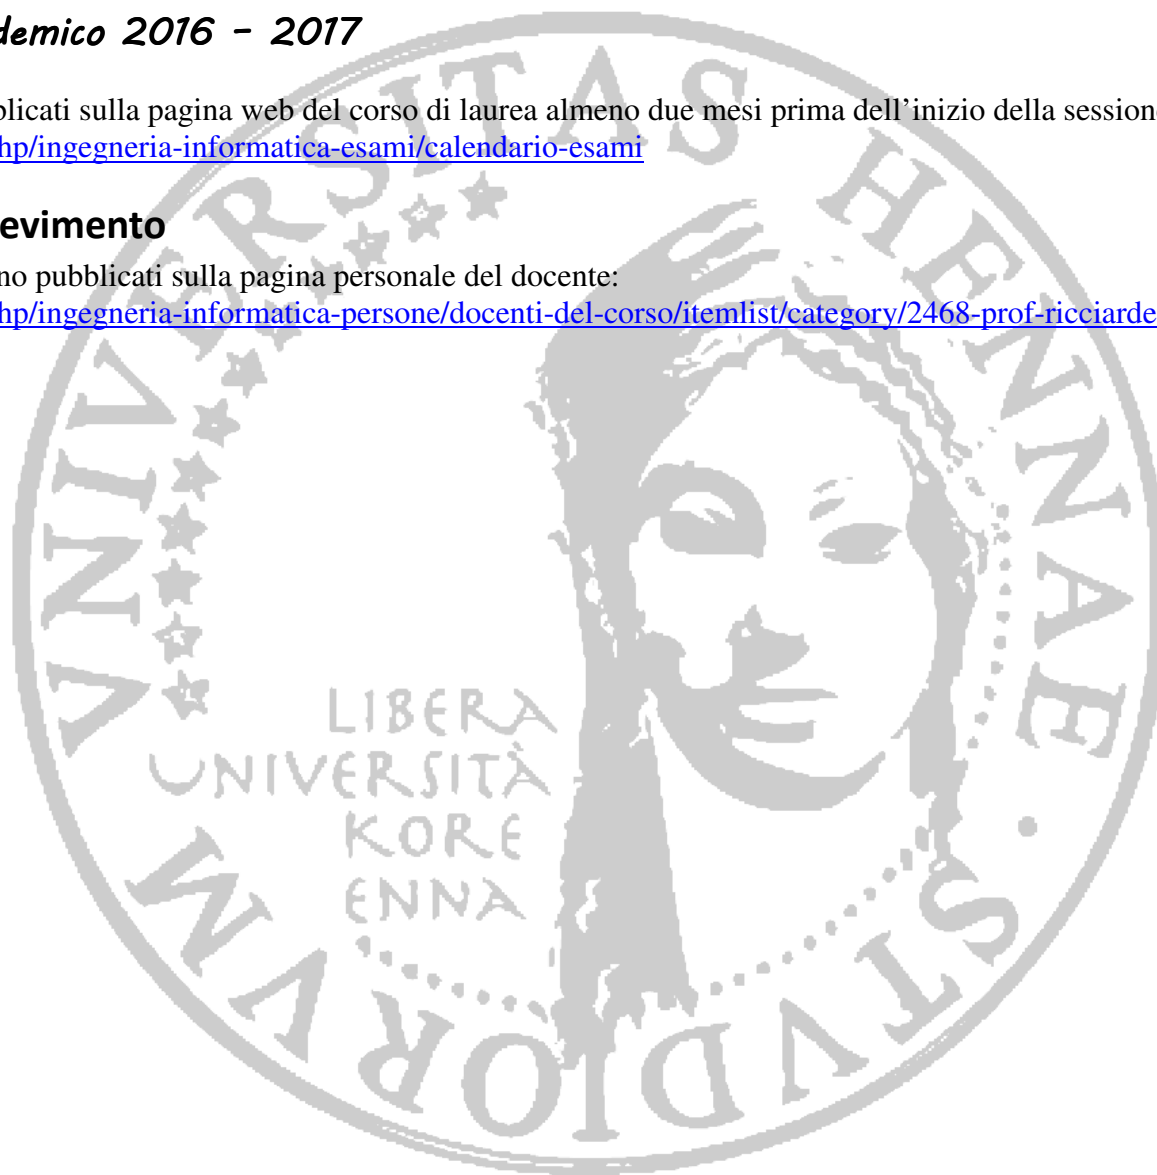 demico 2016 – 2017
blicati sulla pagina web del corso di laurea almeno due mesi prima dell’inizio della sessione
hp/ingegneria-informatica-esami/calendario-esami
evimento
no pubblicati sulla pagina personale del docente:
hp/ingegneria-informatica-persone/docenti-del-corso/itemlist/category/2468-prof-ricciarde
VNIVERSITAS HENNAE · STVDIORVM
LIBERA
UNIVERSITÀ
KORE
ENNA